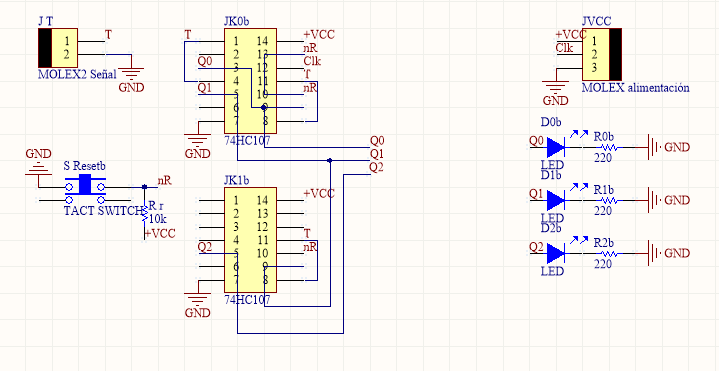 J T
T
1
2
MOLEX2 Señal
GND
GND
S Resetb
nR
TACT SWITCH
R r
10k
+VCC
JK0b
T
Q0
Q1
1
2
3
4
5
6
7
14
13
12
11
10
9
8
+VCC
nR
Clk
T
nR
74HC107
GND
Q0
Q1
Q2
JK1b
Q2
1
2
3
4
5
6
7
14
13
12
11
10
9
8
+VCC
T
nR
74HC107
GND
JVCC
+VCC
Clk
1
2
3
GND
MOLEX alimentación
D0b
Q0
LED
R0b
220
GND
D1b
Q1
LED
R1b
220
GND
D2b
Q2
LED
R2b
220
GND